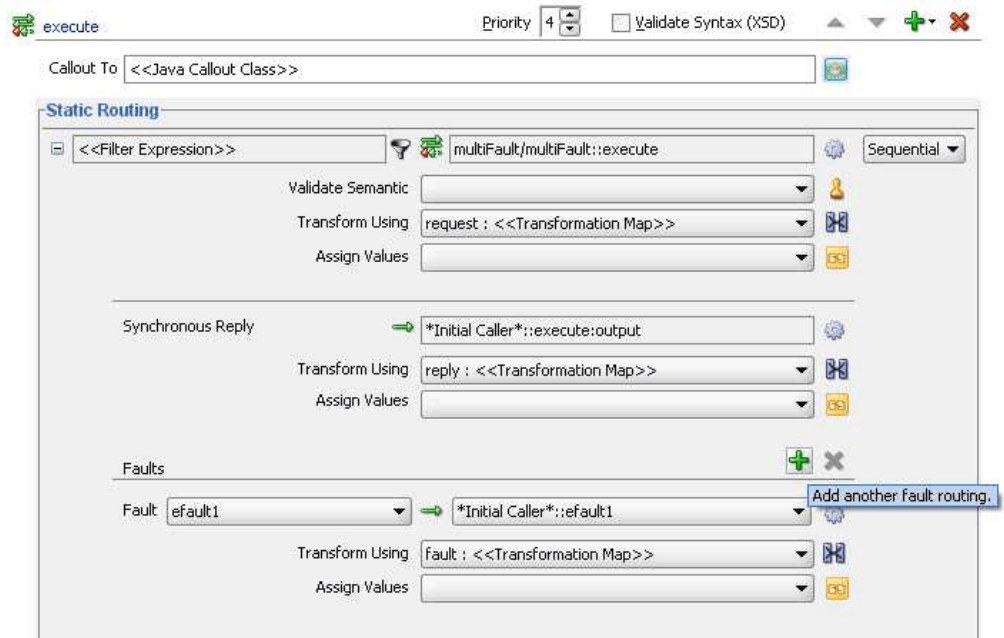 execute Priority 4 Validate Syntax (XSD)
Callout To <<Java Callout Class>>
Static Routing
<<Filter Expression>> multiFault/multiFault::execute Sequential
Validate Semantic
Transform Using request : <<Transformation Map>>
Assign Values
Synchronous Reply *Initial Caller*::execute:output
Transform Using reply : <<Transformation Map>>
Assign Values
Faults
Add another fault routing.
Fault efault1 *Initial Caller*::efault1
Transform Using fault : <<Transformation Map>>
Assign Values